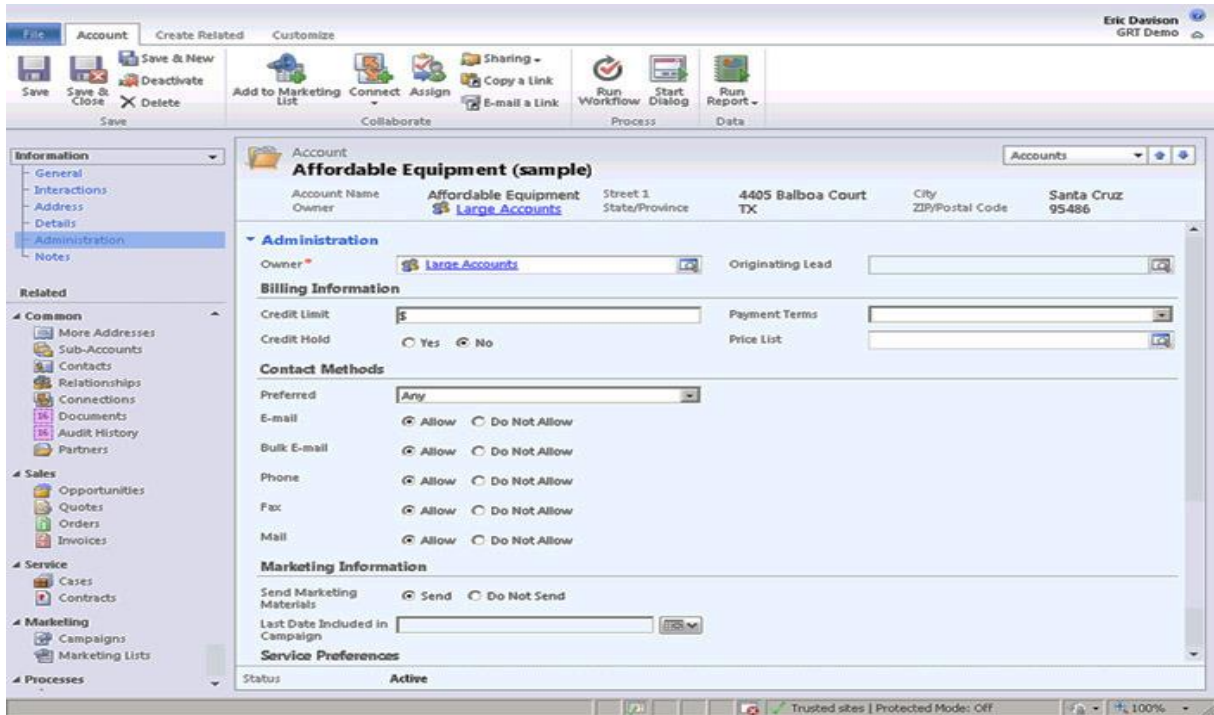 Eric Davison
GRT Demo
File Account Create Related Customize
Save
Save & Close
Save & New
Deactivate
Delete
Save
Add to Marketing List
Connect
Assign
Sharing
Copy a Link
E-mail a Link
Collaborate
Run Workflow
Start Dialog
Process
Run Report
Data
Information
General
Interactions
Address
Details
Administration
Notes
Related
Common
More Addresses
Sub-Accounts
Contacts
Relationships
Connections
16 Documents
16 Audit History
Partners
Sales
Opportunities
Quotes
Orders
Invoices
Service
Cases
Contracts
Marketing
Campaigns
Marketing Lists
Processes
Account
Affordable Equipment (sample)
Accounts
Account Name Affordable Equipment Street 1 4405 Balboa Court City Santa Cruz
Owner Large Accounts State/Province TX ZIP/Postal Code 95486
Administration
Owner* Large Accounts Originating Lead
Billing Information
Credit Limit $ Payment Terms
Credit Hold Yes No Price List
Contact Methods
Preferred Any
E-mail Allow Do Not Allow
Bulk E-mail Allow Do Not Allow
Phone Allow Do Not Allow
Fax Allow Do Not Allow
Mail Allow Do Not Allow
Marketing Information
Send Marketing Materials Send Do Not Send
Last Date Included in Campaign
Service Preferences
Status Active
Trusted sites | Protected Mode: Off 100%